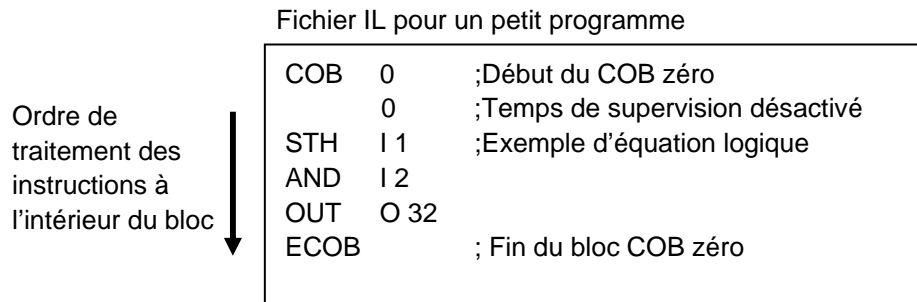 Fichier IL pour un petit programme
COB 0 ;Début du COB zéro
0 ;Temps de supervision désactivé
STH I 1 ;Exemple d'équation logique
AND I 2
OUT O 32
ECOB ; Fin du bloc COB zéro
Ordre de
traitement des
instructions à
l'intérieur du bloc